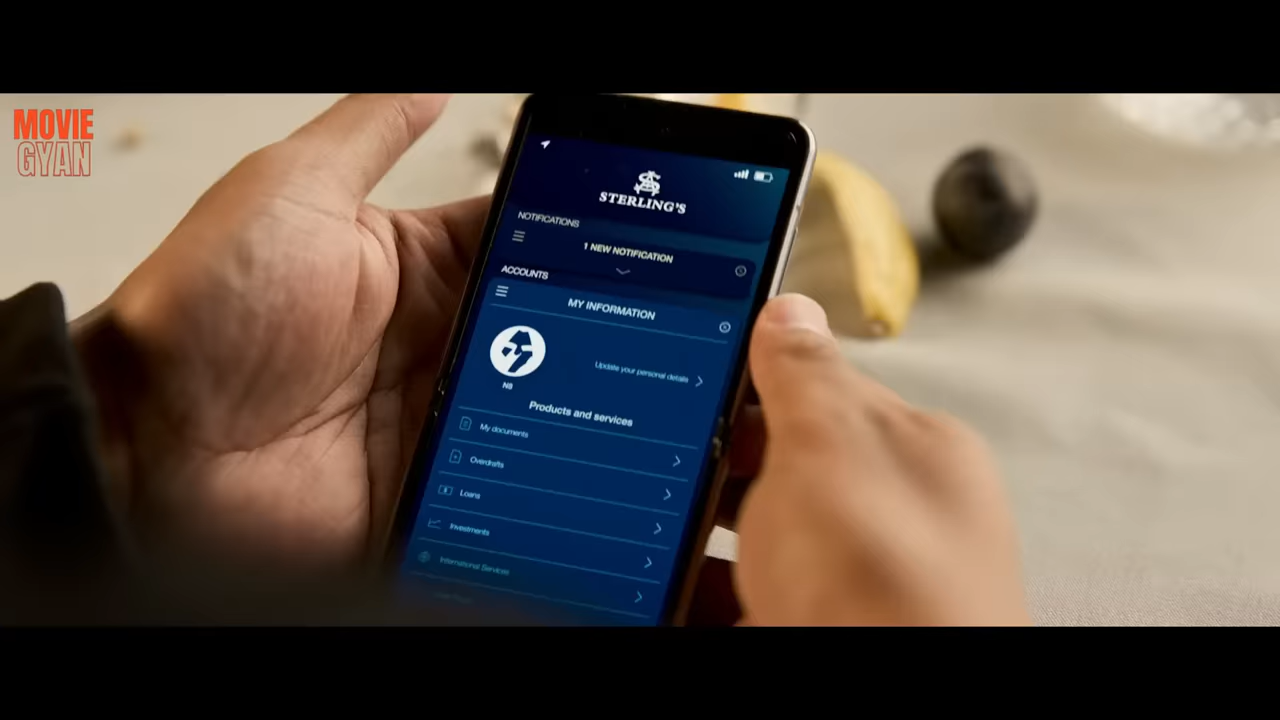 MOVIE
GYAN
STERLING'S
NOTIFICATIONS
1 NEW NOTIFICATION
ACCOUNTS
MY INFORMATION
Update your personal details
NB
Products and services
My documents
Overdrafts
Loans
Investments
International Services